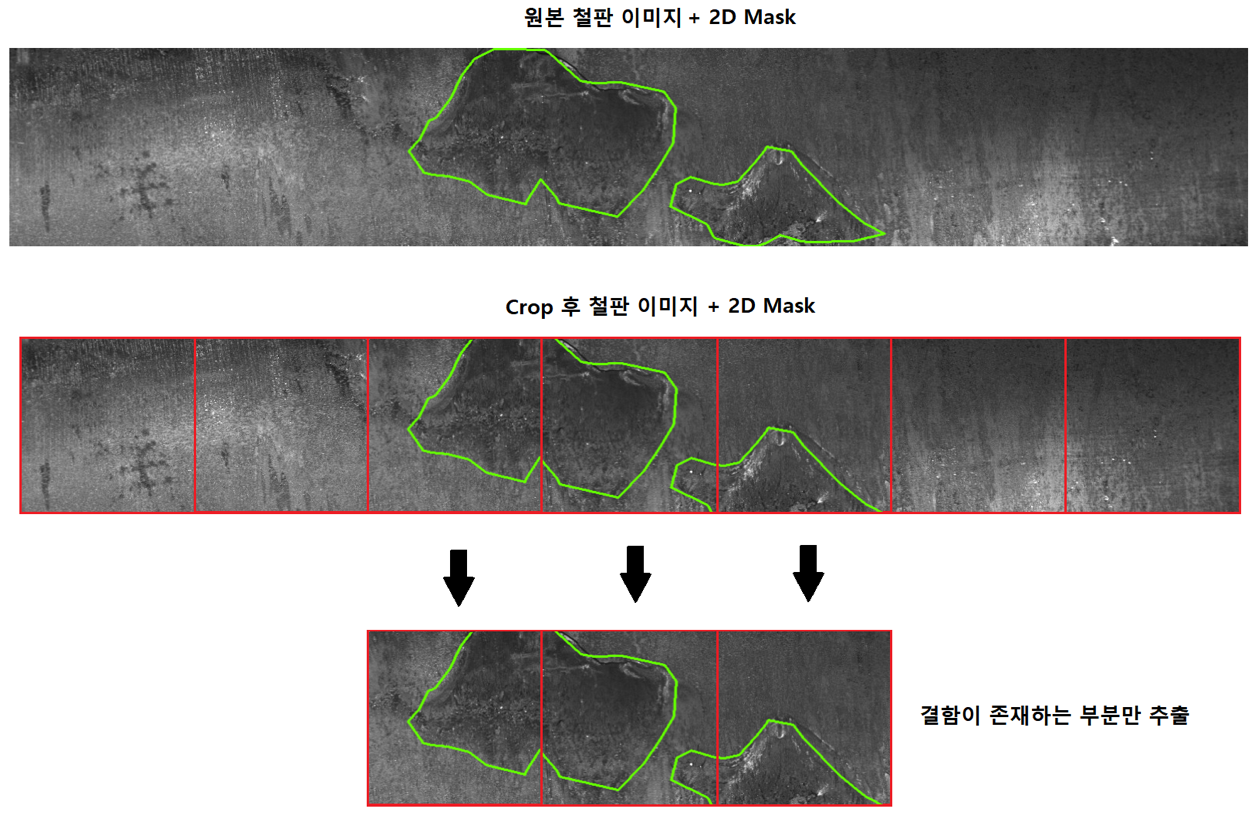 원본 철판 이미지 + 2D Mask
Crop 후 철판 이미지 + 2D Mask
결함이 존재하는 부분만 추출